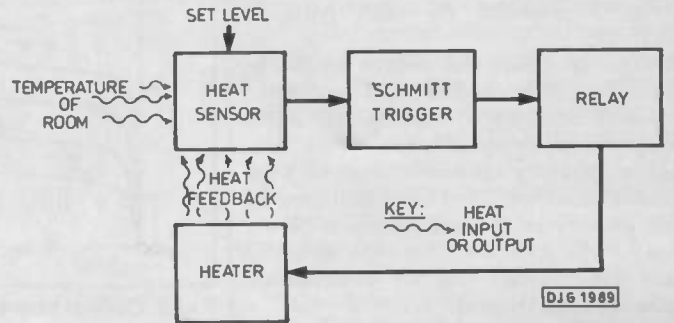 SET LEVEL
TEMPERATURE
OF
ROOM
HEAT
SENSOR
SCHMITT
TRIGGER
RELAY
HEAT
FEEDBACK
KEY:
HEAT
INPUT
OR OUTPUT
HEATER
DJG 1989